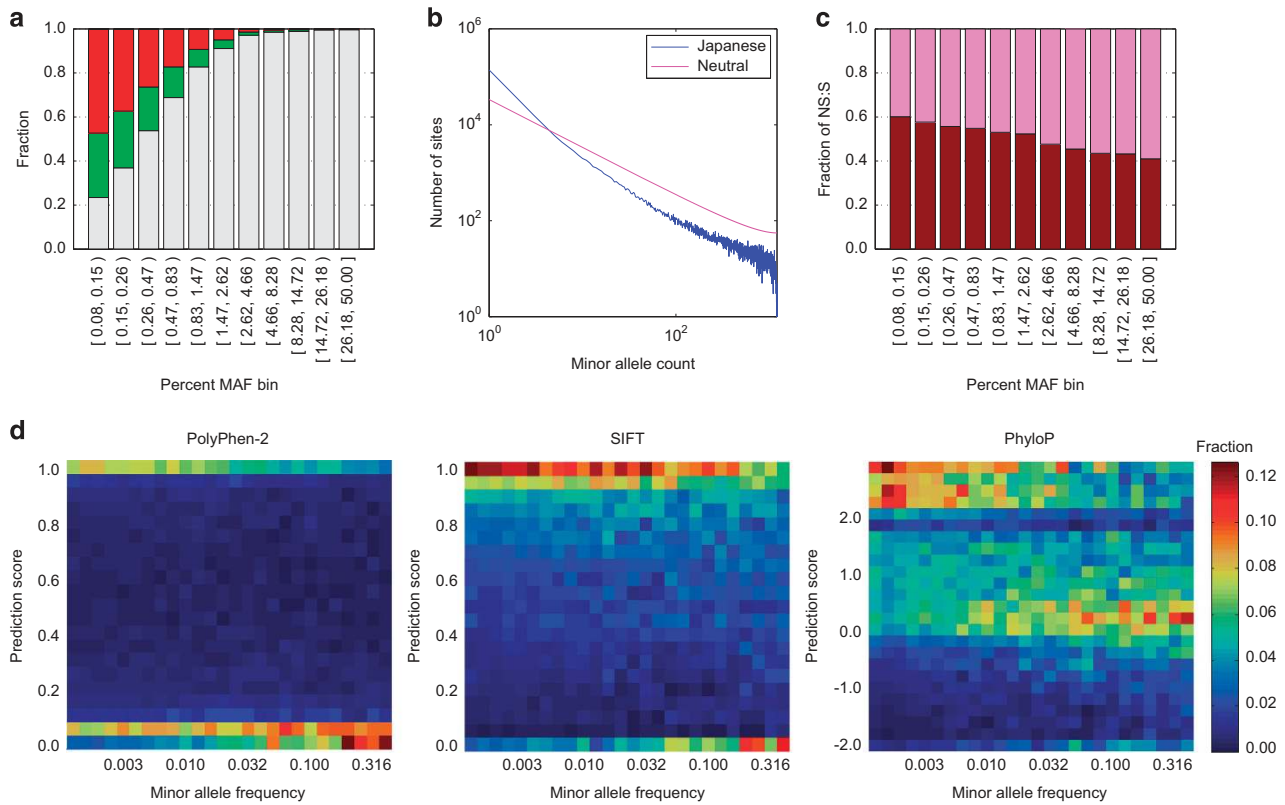 a
1.0
0.8
0.6
0.4
0.2
0.0
Fraction
[ 0.08, 0.15 )
[ 0.15, 0.26 )
[ 0.26, 0.47 )
[ 0.47, 0.83 )
[ 0.83, 1.47 )
[ 1.47, 2.62 )
[ 2.62, 4.66 )
[ 4.66, 8.28 )
[ 8.28, 14.72 )
[ 14.72, 26.18 )
[ 26.18, 50.00 ]
Percent MAF bin
b
10^6
10^4
10^2
10^0
Number of sites
Japanese
Neutral
10^0
10^2
Minor allele count
c
1.0
0.8
0.6
0.4
0.2
0.0
Fraction of NS:S
[ 0.08, 0.15 )
[ 0.15, 0.26 )
[ 0.26, 0.47 )
[ 0.47, 0.83 )
[ 0.83, 1.47 )
[ 1.47, 2.62 )
[ 2.62, 4.66 )
[ 4.66, 8.28 )
[ 8.28, 14.72 )
[ 14.72, 26.18 )
[ 26.18, 50.00 ]
Percent MAF bin
d
PolyPhen-2
1.0
0.8
0.6
0.4
0.2
0.0
Prediction score
0.003
0.010
0.032
0.100
0.316
Minor allele frequency
SIFT
1.0
0.8
0.6
0.4
0.2
0.0
Prediction score
0.003
0.010
0.032
0.100
0.316
Minor allele frequency
PhyloP
2.0
1.0
0.0
-1.0
-2.0
Prediction score
0.003
0.010
0.032
0.100
0.316
Minor allele frequency
Fraction
0.12
0.10
0.08
0.06
0.04
0.02
0.00